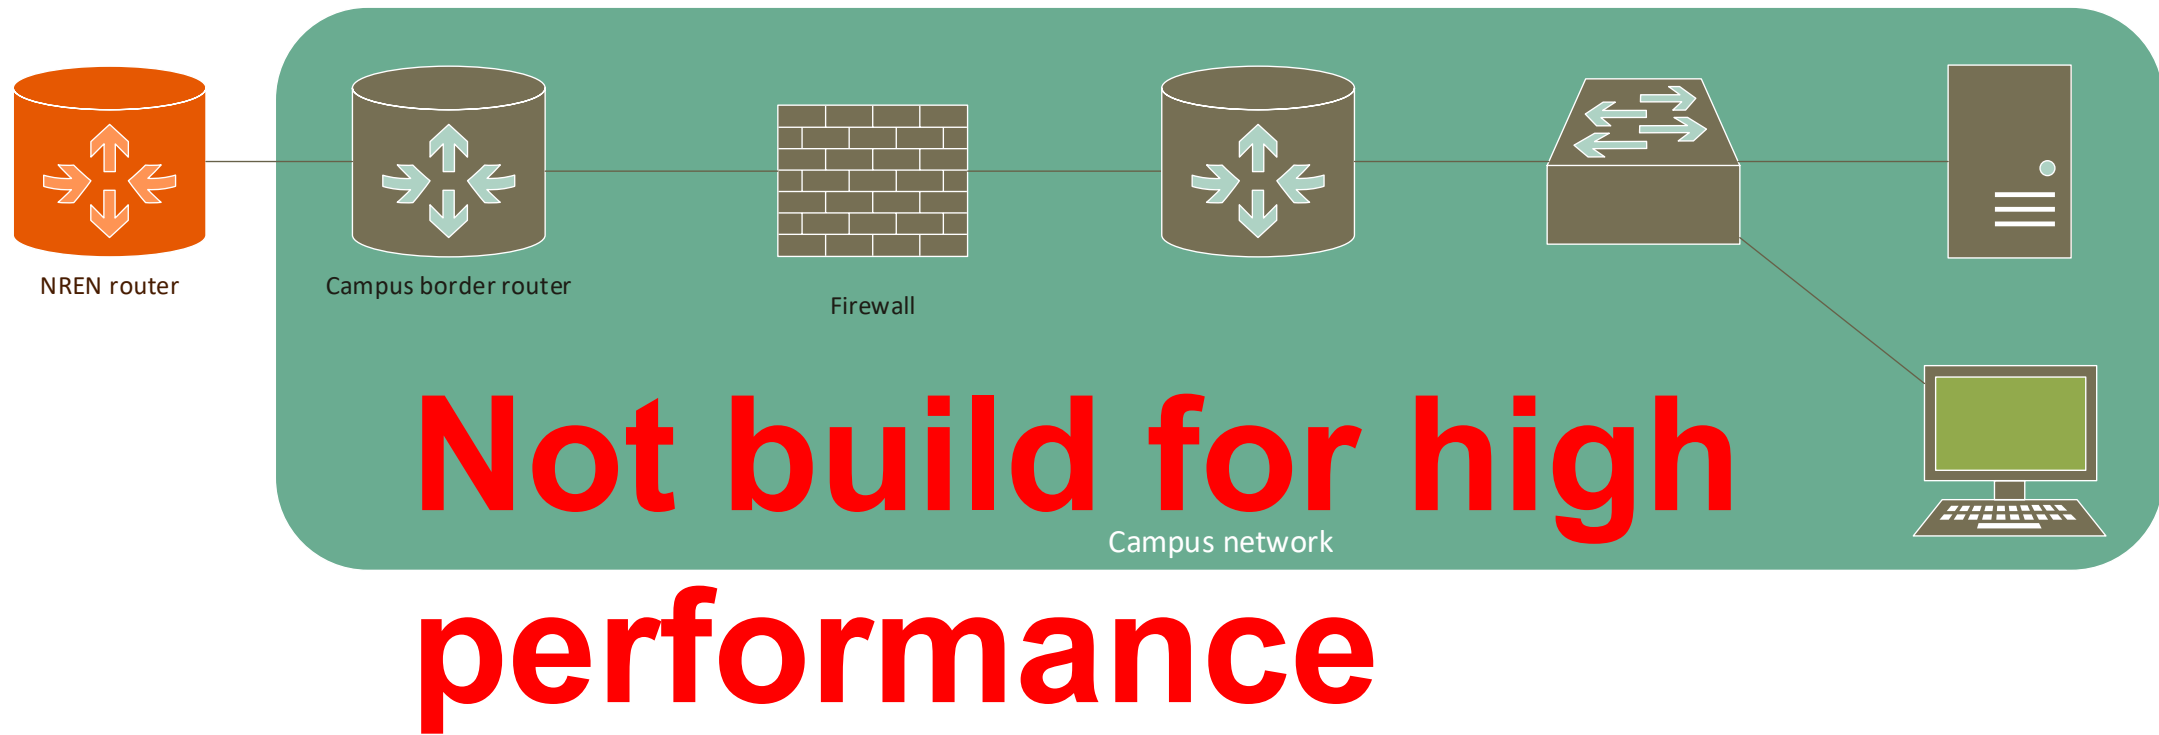 NREN router
Campus border router
Firewall
Not build for high
Campus network
performance